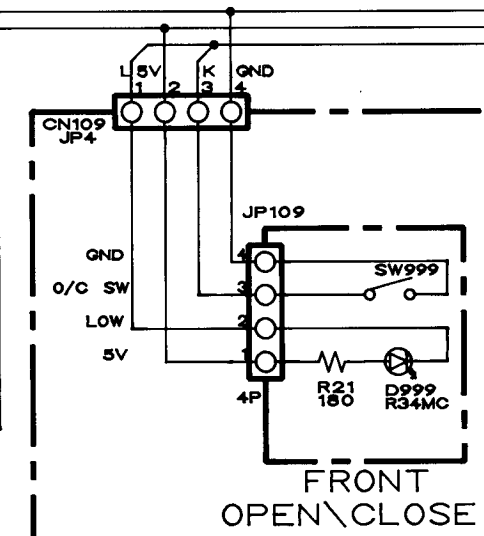 L 5V K GND
1 2 3 4
CN109
JP4
JP109
GND 4
SW999
O/C SW 3
LOW 2
5V 1
4P
R21
180
D999
R34MC
FRONT
OPEN\CLOSE